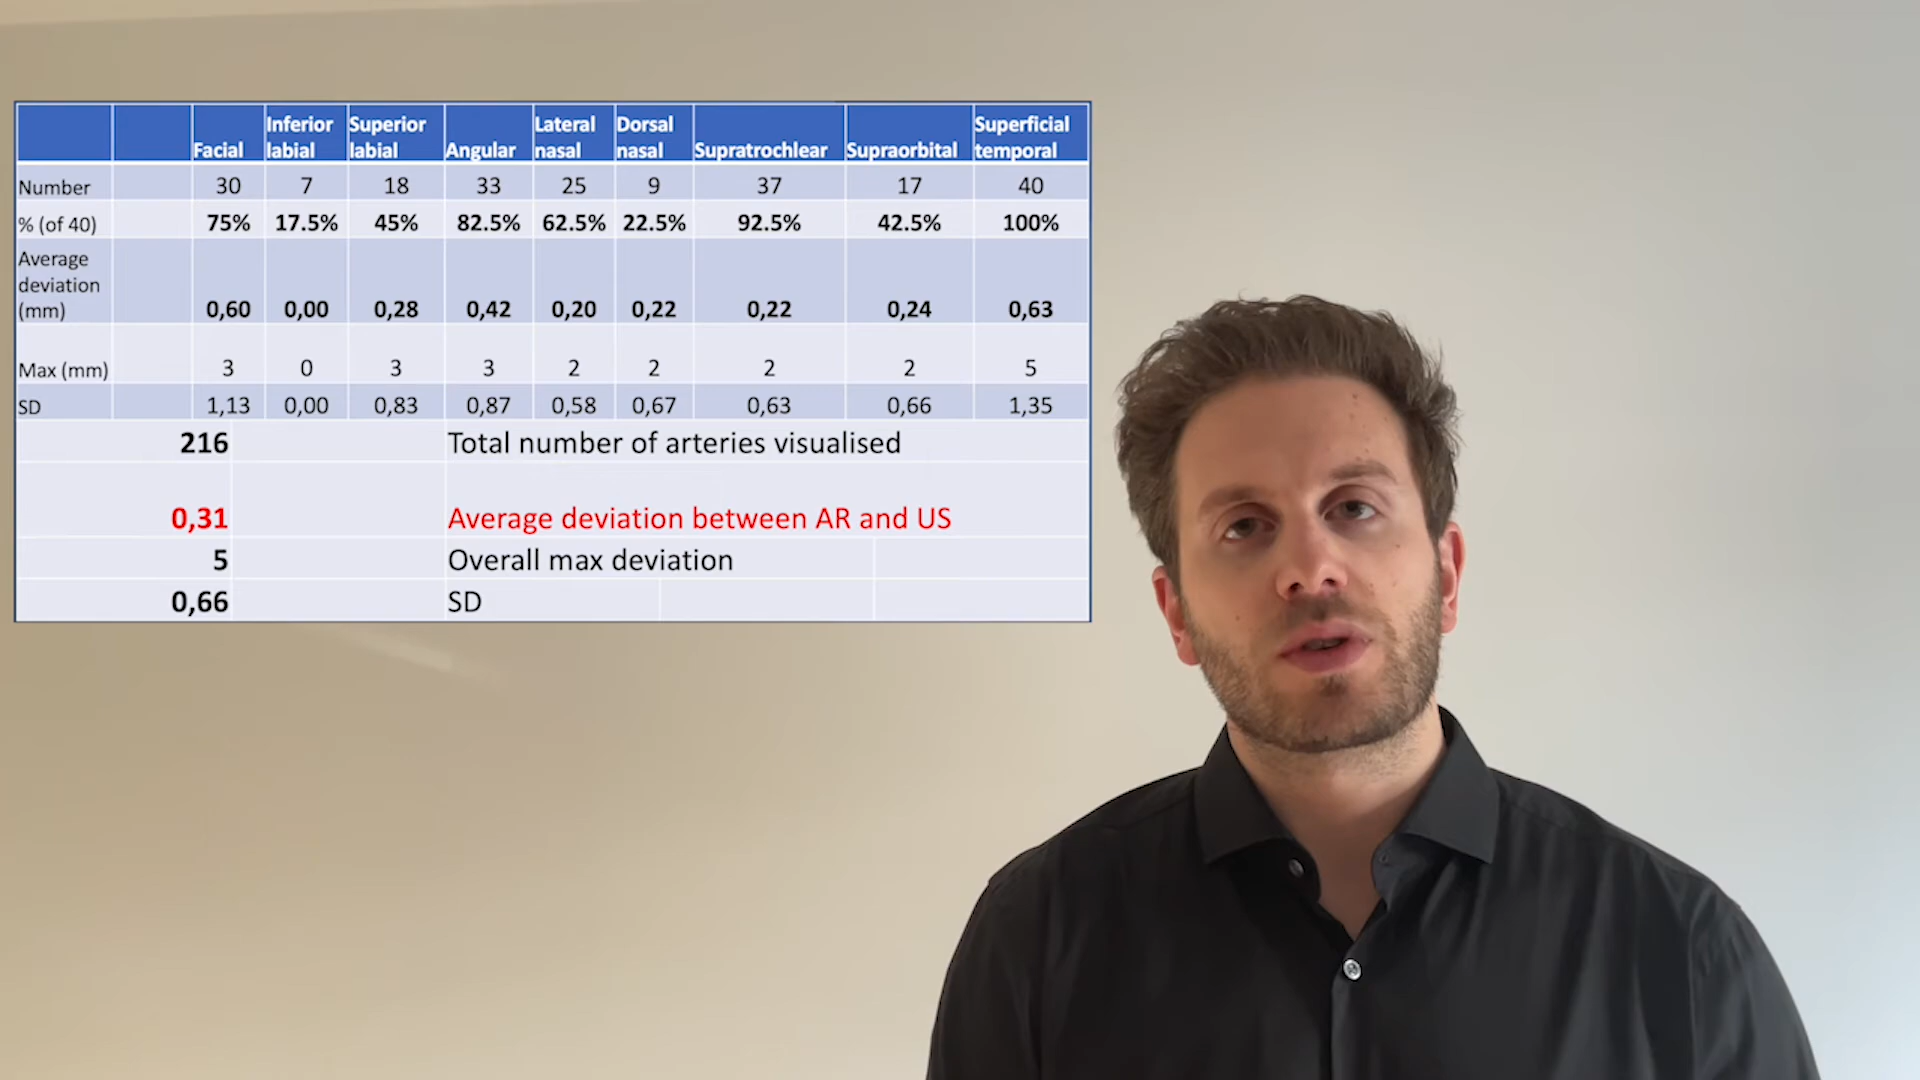 Facial Inferior labial Superior labial Angular Lateral nasal Dorsal nasal Supratrochlear Supraorbital Superficial temporal
Number 30 7 18 33 25 9 37 17 40
% (of 40) 75% 17.5% 45% 82.5% 62.5% 22.5% 92.5% 42.5% 100%
Average deviation (mm) 0,60 0,00 0,28 0,42 0,20 0,22 0,22 0,24 0,63
Max (mm) 3 0 3 3 2 2 2 2 5
SD 1,13 0,00 0,83 0,87 0,58 0,67 0,63 0,66 1,35
216 Total number of arteries visualised
0,31 Average deviation between AR and US
5 Overall max deviation
0,66 SD